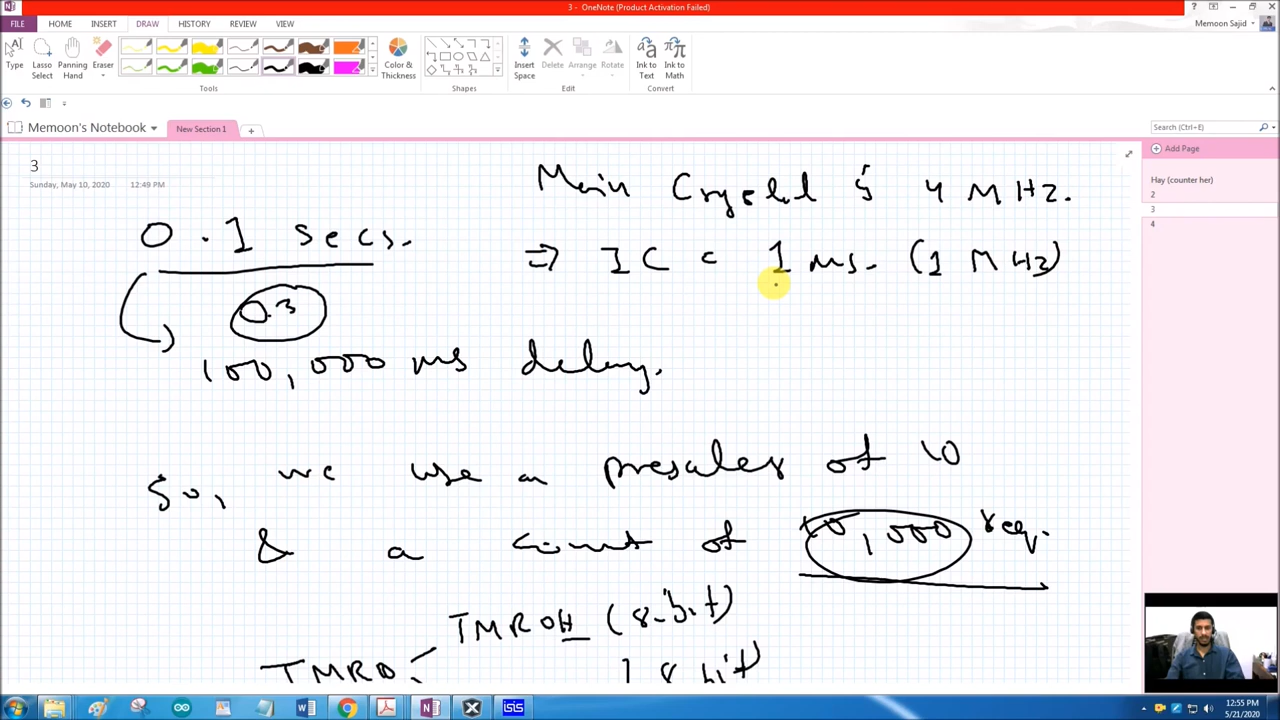 3 - OneNote (Product Activation Failed)
Memoon Sajid
FILE HOME INSERT DRAW HISTORY REVIEW VIEW
Type Lasso Select Panning Hand Eraser Color & Thickness Insert Space Delete Arrange Rotate Ink to Text Ink to Math
Tools Shapes Edit Convert
Memoon's Notebook New Section 1 Search (Ctrl+E)
Add Page
Hay (counter her)
2
3
4
3
Sunday, May 10, 2020 12:49 PM
Main Crystal is 4 MHz.
0.1 secs.
⇒ IC = 1 μs. (1 MHz)
0.3
100,000 μs delay.
So, we use a presaler of 10
& a count of 10,000 req.
TMR0H (8-bit)
TMR0 8 bit
isis
12:55 PM
5/21/2020